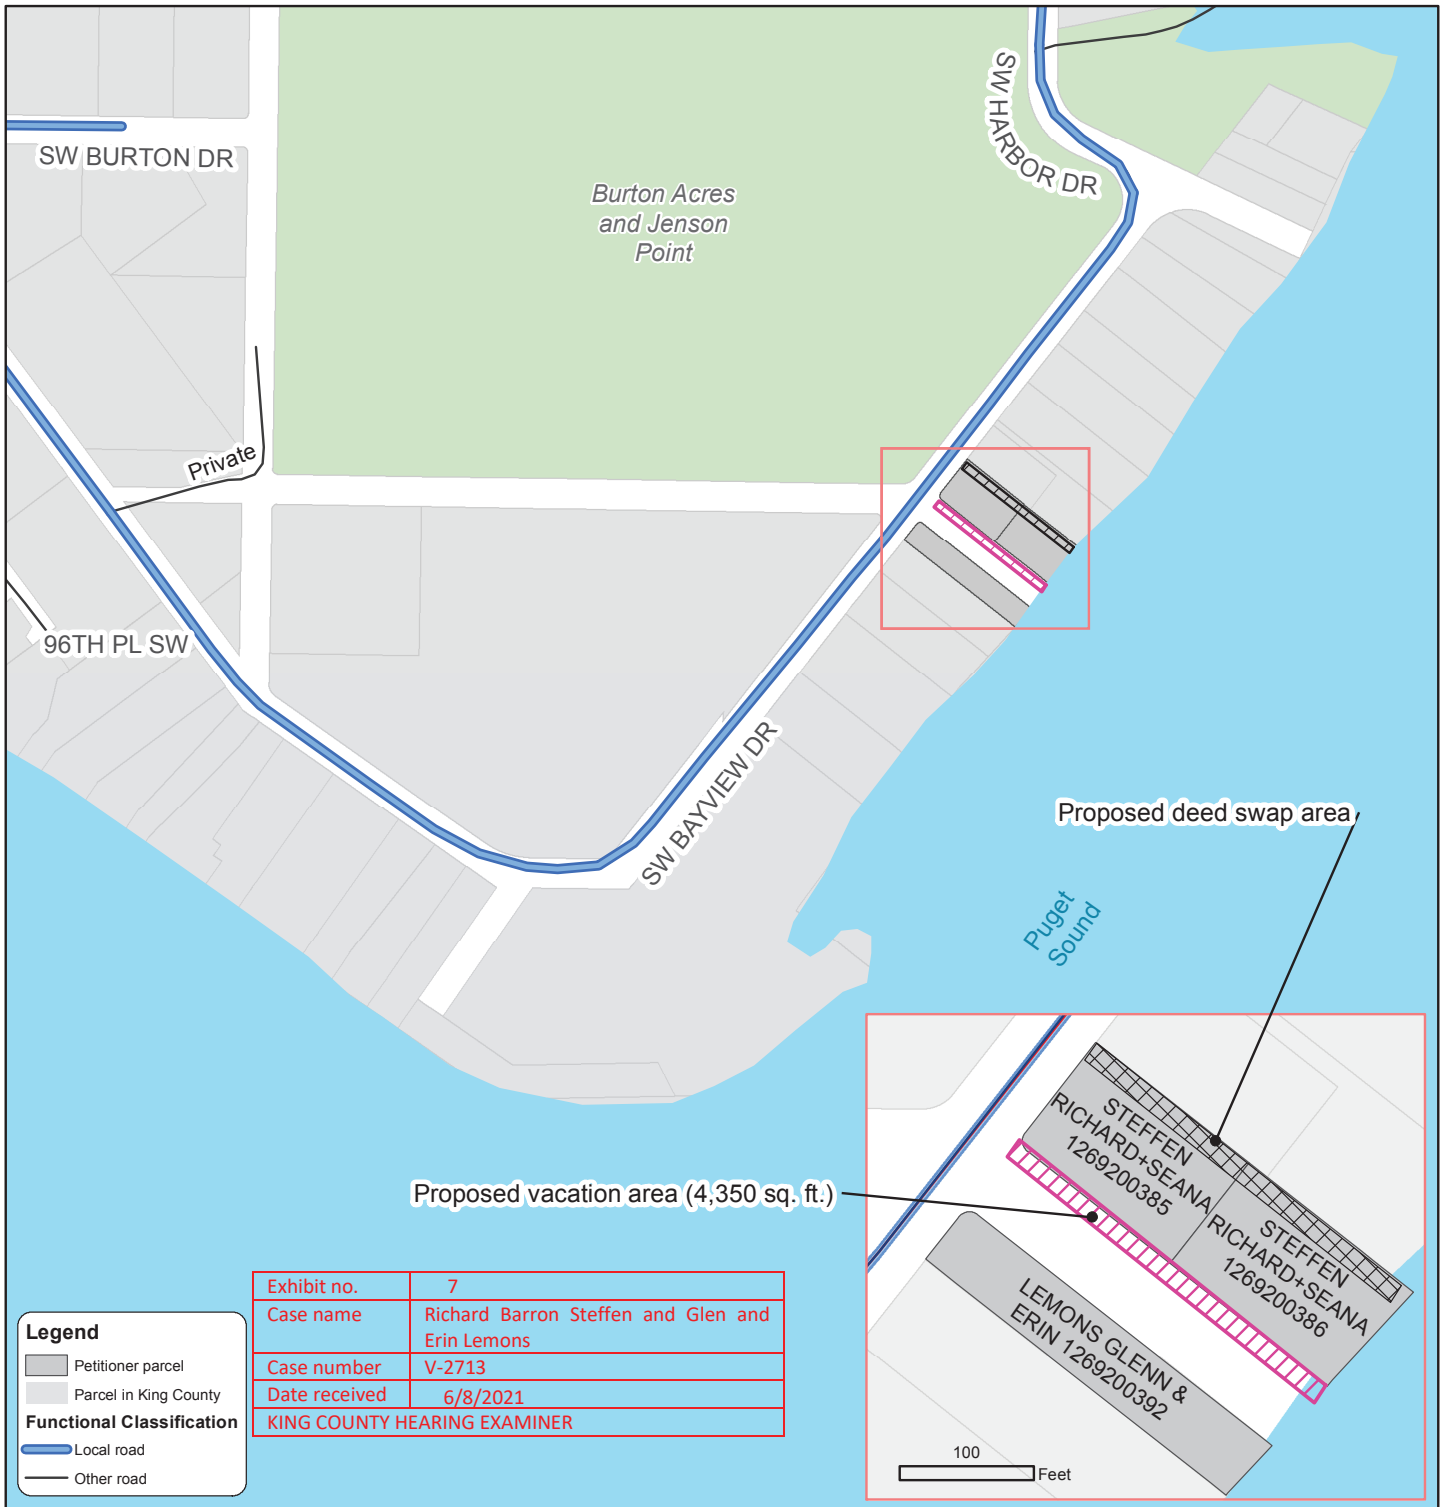 SW HARBOR DR
SW BURTON DR
Burton Acres
and Jenson
Point
Private
96TH PL SW
SW BAYVIEW DR
Proposed deed swap area
Puget
Sound
Proposed vacation area (4,350 sq. ft.)
STEFFEN
RICHARD+SEANA
1269200385
STEFFEN
RICHARD+SEANA
1269200386
LEMONS GLENN &
ERIN 1269200392
100
Feet
Exhibit no. 7
Case name Richard Barron Steffen and Glen and
Erin Lemons
Case number V-2713
Date received 6/8/2021
KING COUNTY HEARING EXAMINER
Legend
Petitioner parcel
Parcel in King County
Functional Classification
Local road
Other road